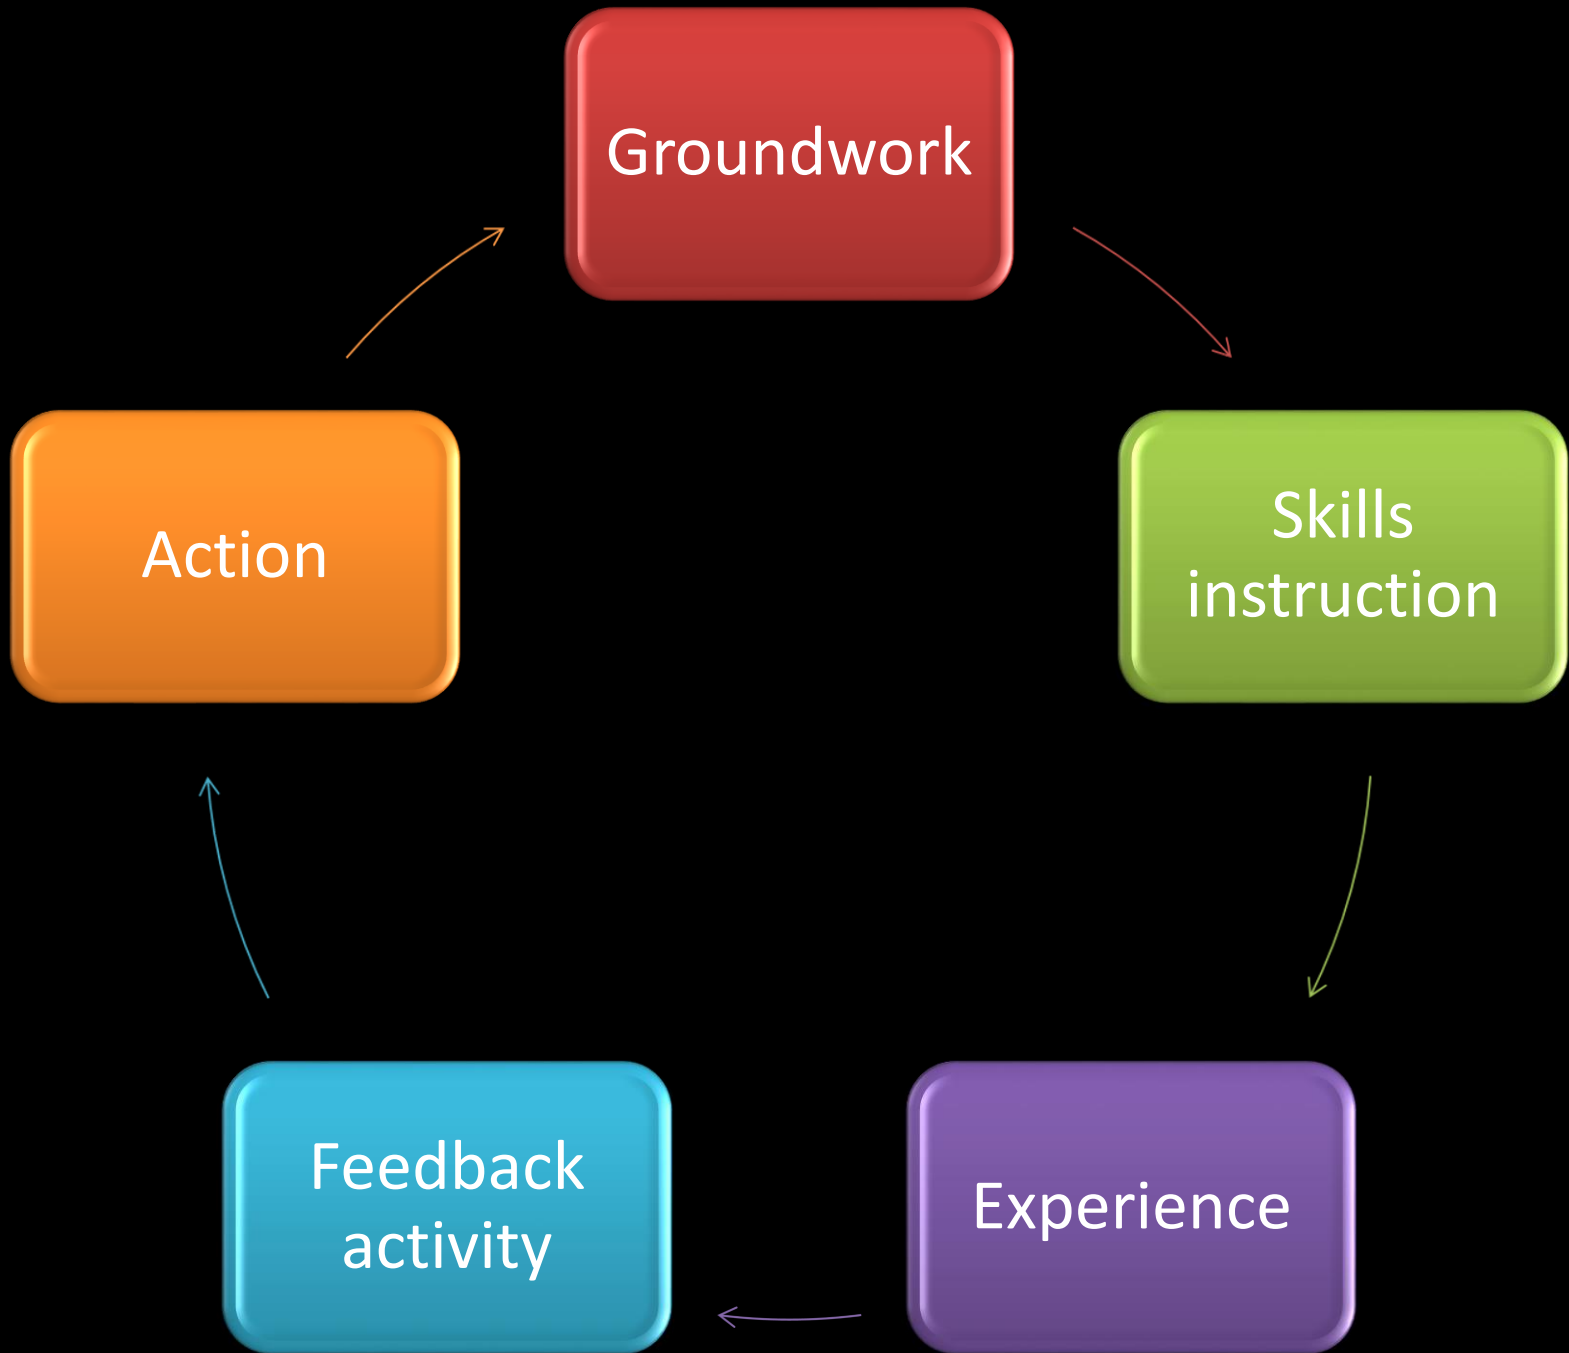 Groundwork
Skills
instruction
Experience
Feedback
activity
Action